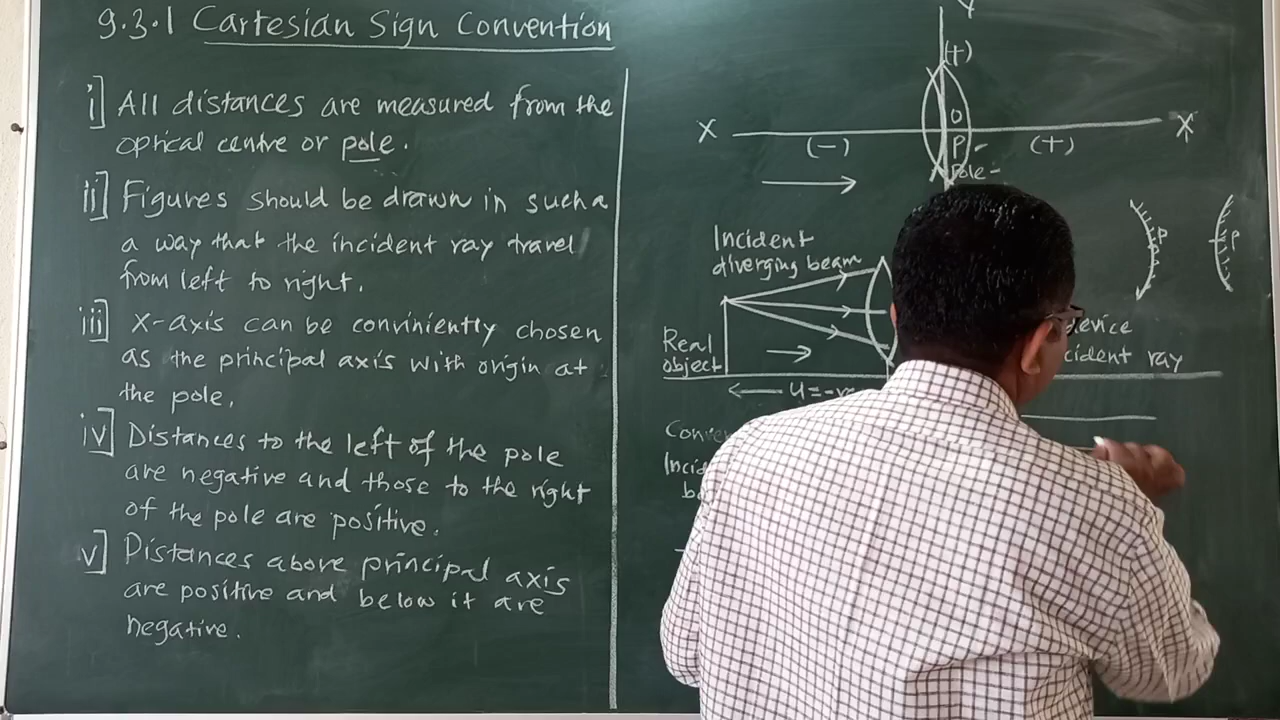 9.3.1 Cartesian Sign Convention
i] All distances are measured from the
optical centre or pole.
ii] Figures should be drawn in such a
a way that the incident ray travel
from left to right.
iii] X-axis can be conviniently chosen
as the principal axis with origin at
the pole.
iv] Distances to the left of the pole
are negative and those to the right
of the pole are positive.
v] Distances above principal axis
are positive and below it are
negative.
Y
(+)
X
O
X
(-)
P
(+)
Pole
Incident
diverging beam
P
P
Real
object
device
ray